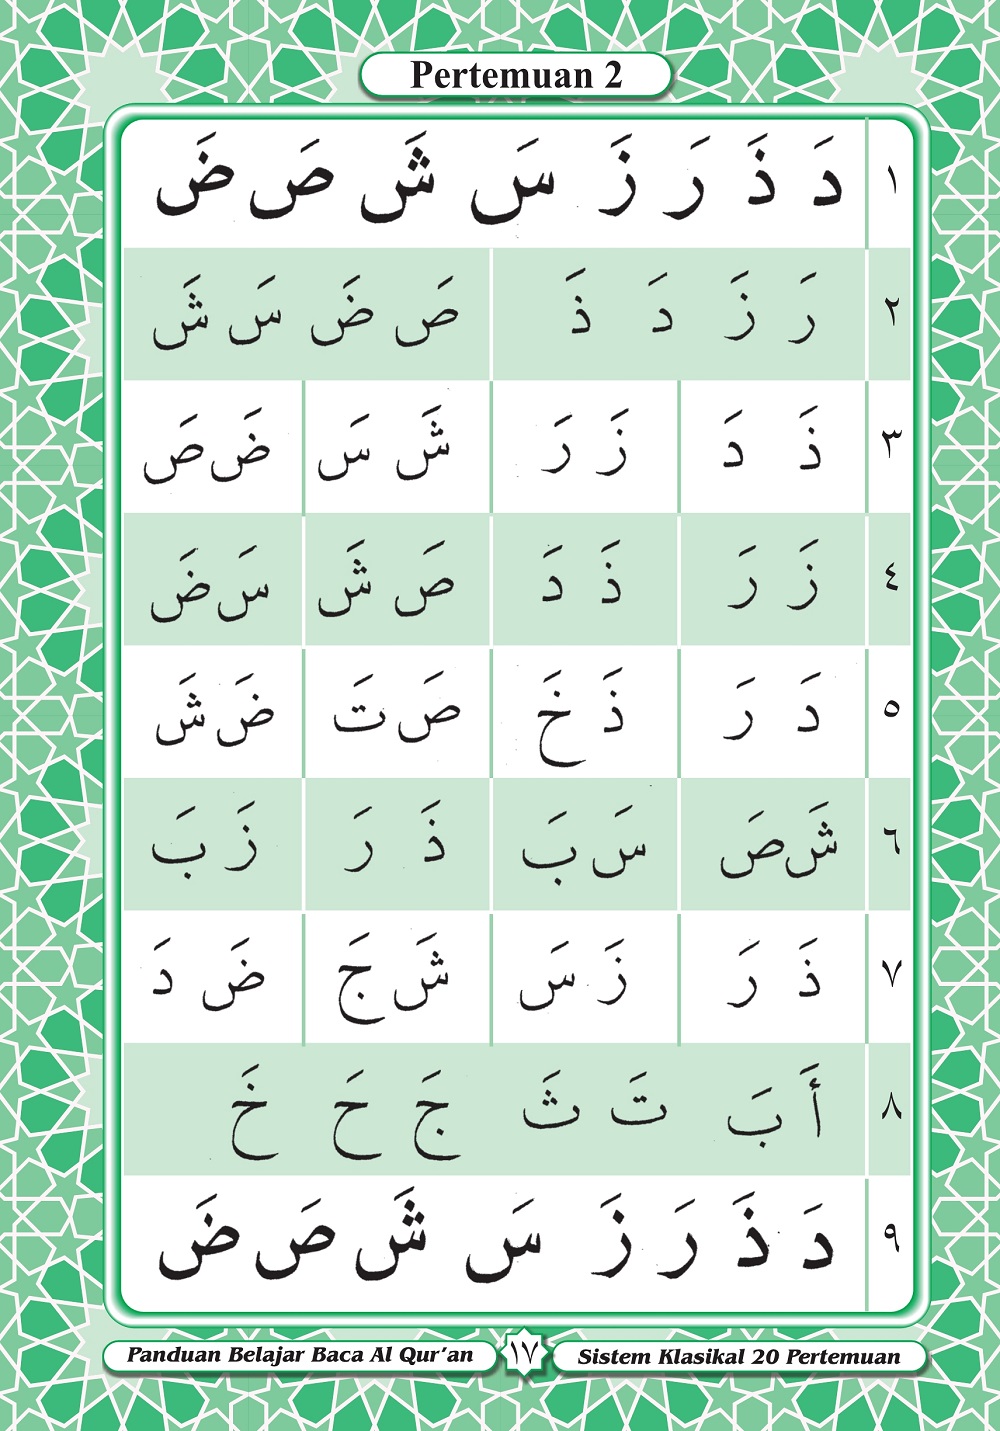 Pertemuan 2
١ دَ ذَ رَ زَ سَ شَ صَ ضَ
٢ رَ زَ دَ ذَ صَ ضَ سَ شَ
٣ ذَ دَ زَ رَ شَ سَ ضَ صَ
٤ زَ رَ ذَ دَ صَ شَ سَ ضَ
٥ دَ رَ ذَ خَ صَ تَ ضَ شَ
٦ شَ صَ سَ بَ ذَ رَ زَ بَ
٧ ذَ رَ زَ سَ شَ جَ ضَ دَ
٨ أَ بَ تَ ثَ جَ حَ خَ
٩ دَ ذَ رَ زَ سَ شَ صَ ضَ
Panduan Belajar Baca Al Qur'an ١٧ Sistem Klasikal 20 Pertemuan